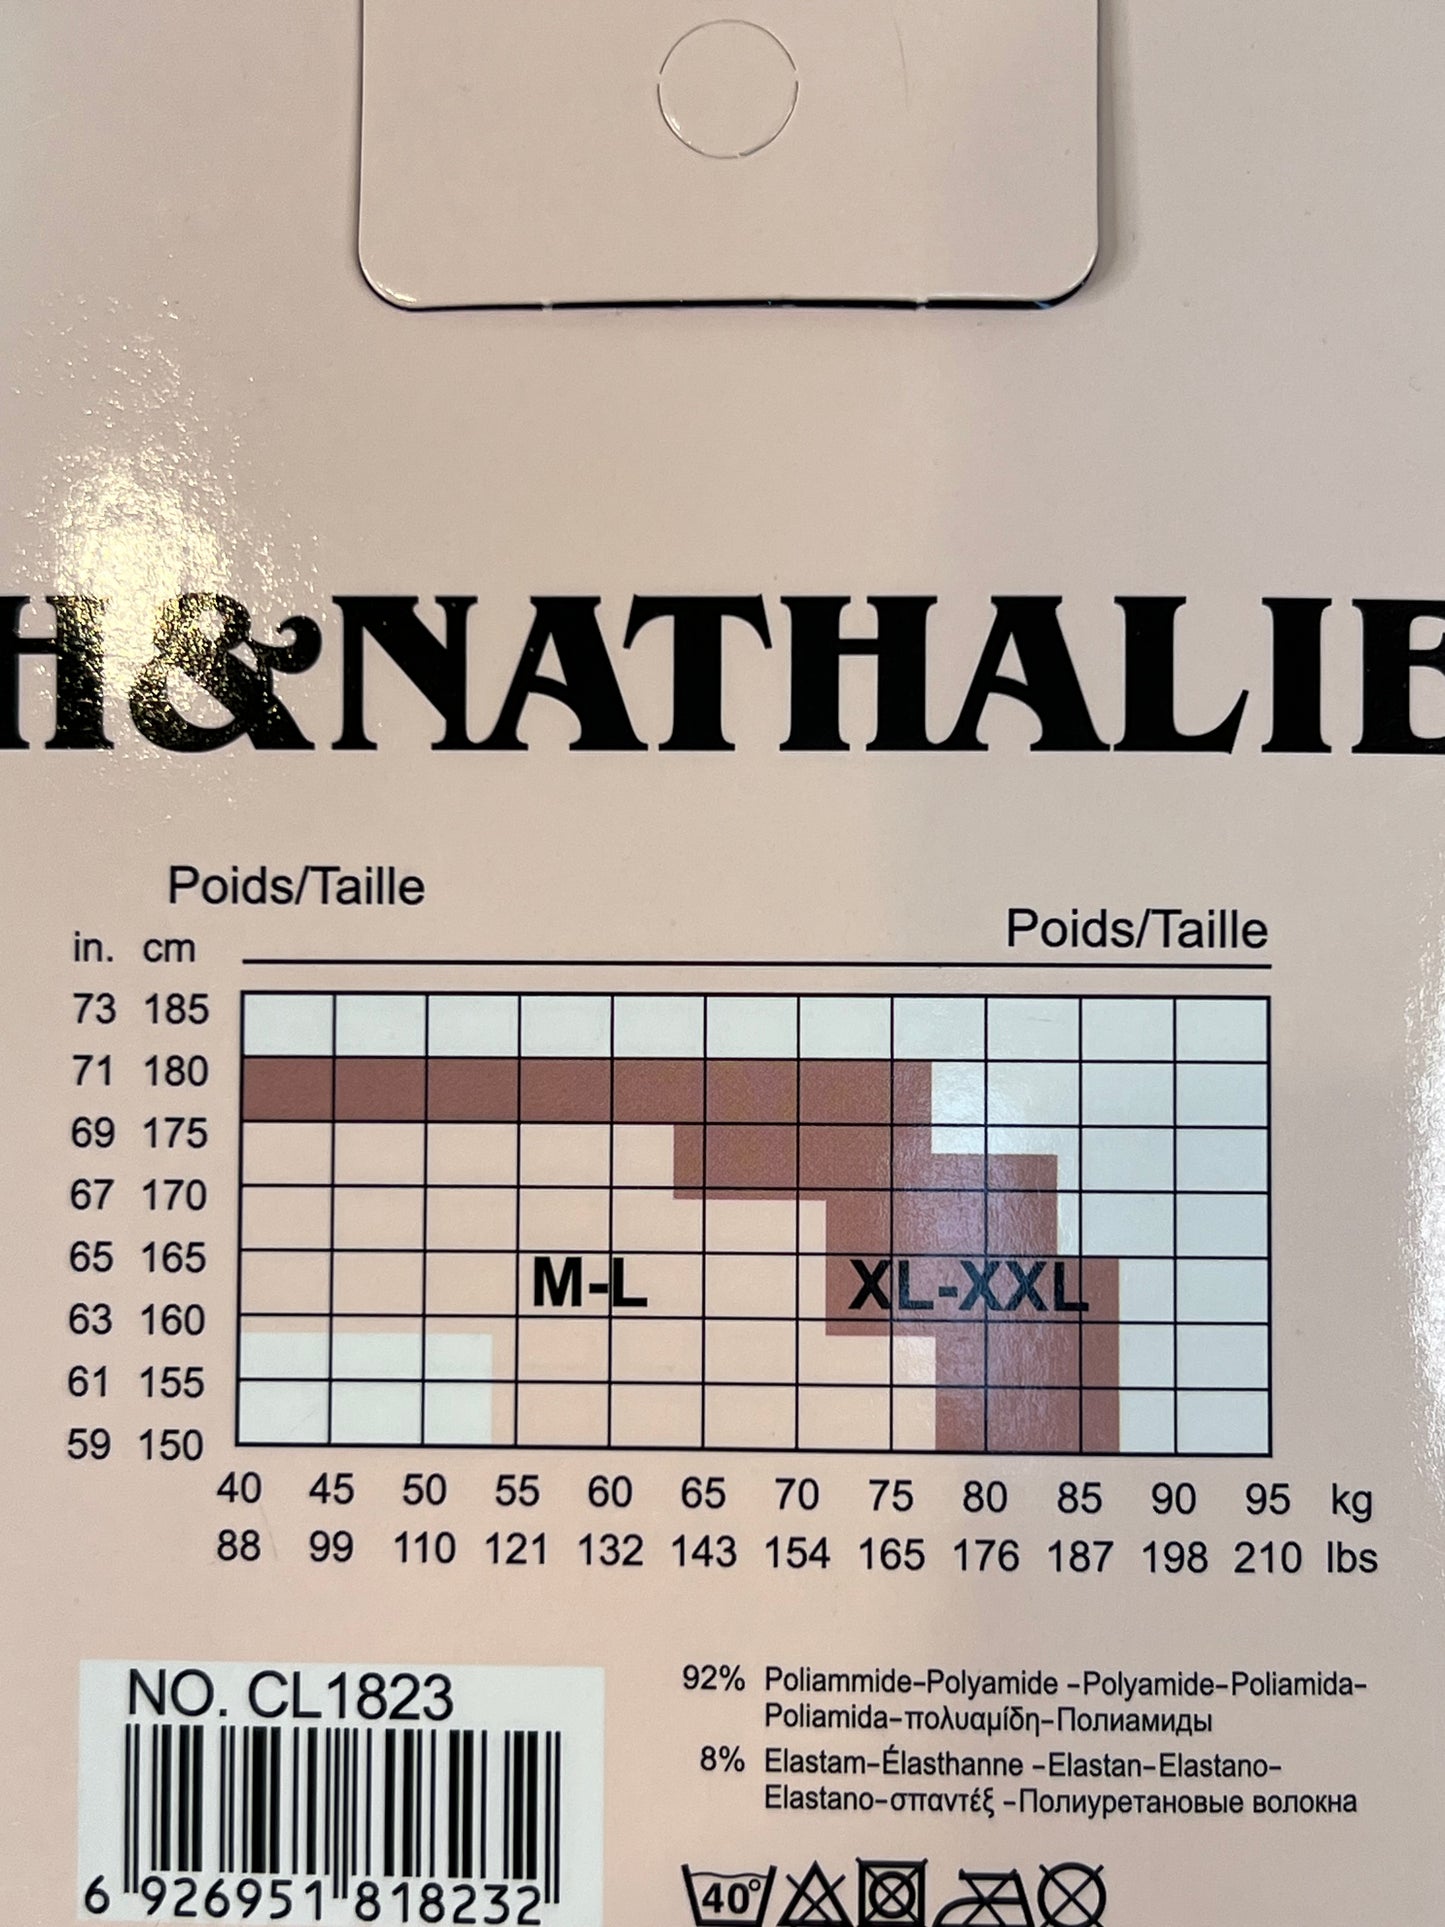 H&NATHALIE
Poids/Taille
Poids/Taille
in. cm
73 185
71 180
69 175
67 170
65 165
63 160
61 155
59 150
M-L XL-XXL
40 45 50 55 60 65 70 75 80 85 90 95 kg
88 99 110 121 132 143 154 165 176 187 198 210 lbs
NO. CL1823
6 926951 818232
92% Poliammide-Polyamide -Polyamide-Poliamida-
Poliamida-πολυαμίδη-Полиамиды
8% Elastam-Élasthanne -Elastan-Elastano-
Elastano-σπαντέξ -Полиуретановые волокна
40°